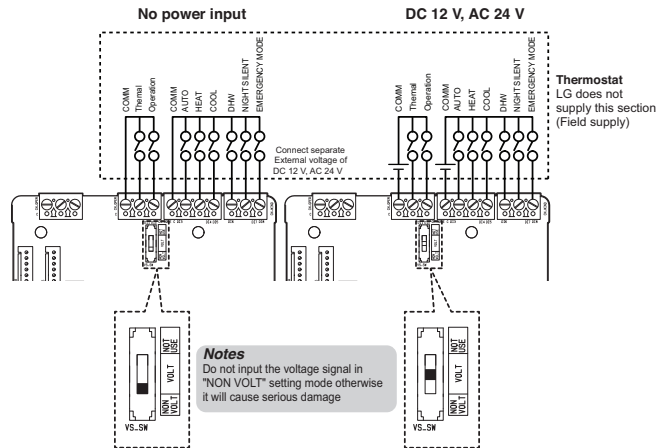 No power input
DC 12 V, AC 24 V
COMM
Themal
Operation
COMM
AUTO
HEAT
COOL
DHW
NIGHT SILENT
EMERGENCY MODE
COMM
Themal
Operation
COMM
AUTO
HEAT
COOL
DHW
NIGHT SILENT
EMERGENCY MODE
Thermostat
LG does not
supply this section
(Field supply)
Connect separate
External voltage of
DC 12 V, AC 24 V
VS_SW
VOLT
VS_SW
VOLT
NOT
USE
VOLT
NON
VOLT
VS_SW
Notes
Do not input the voltage signal in
"NON VOLT" setting mode otherwise
it will cause serious damage
NOT
USE
VOLT
NON
VOLT
VS_SW